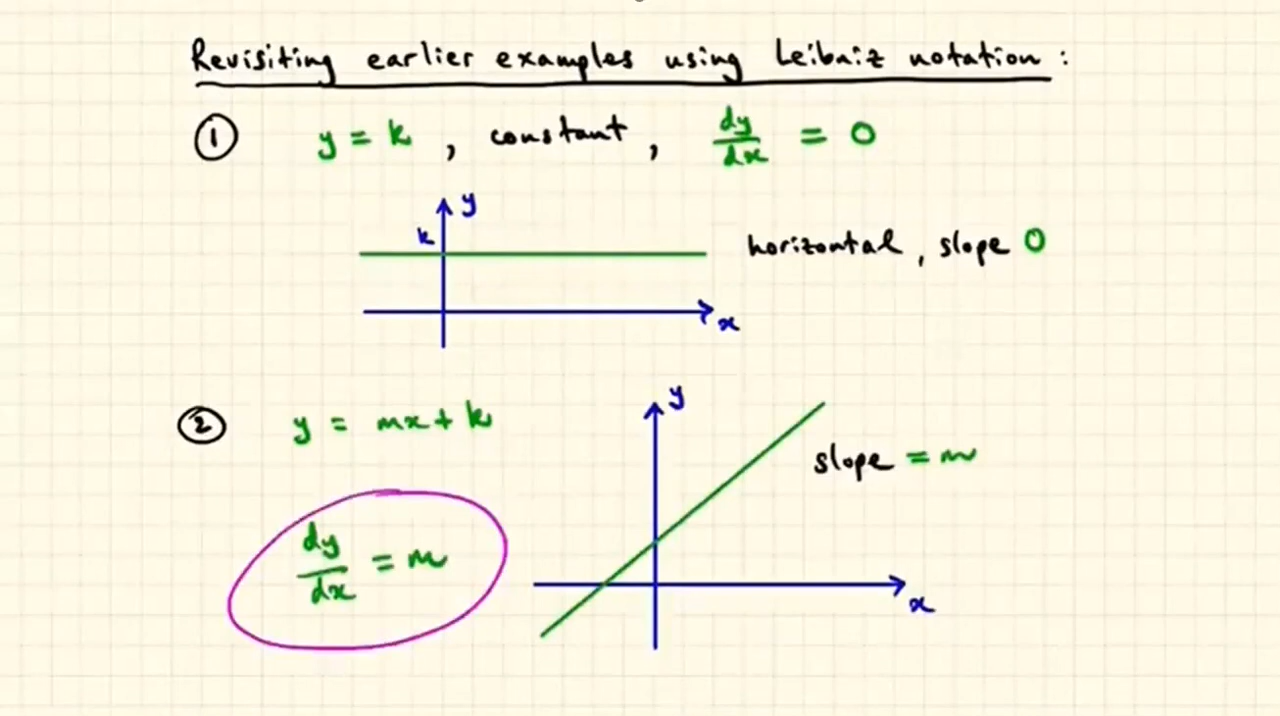 Revisiting earlier examples using Leibniz notation :
① y = k , constant , dy/dx = 0
y
k
horizontal , slope 0
x
② y = mx + k
y
slope = m
dy/dx = m
x